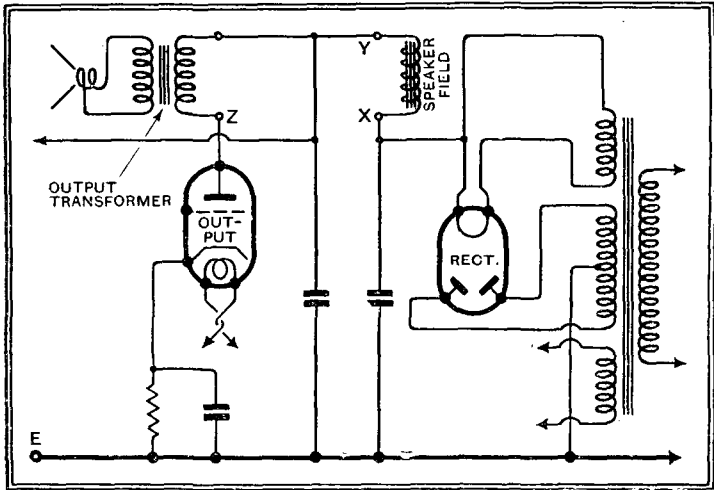 Y
SPEAKER
FIELD
Z
X
OUTPUT
TRANSFORMER
OUT-
PUT
RECT.
E